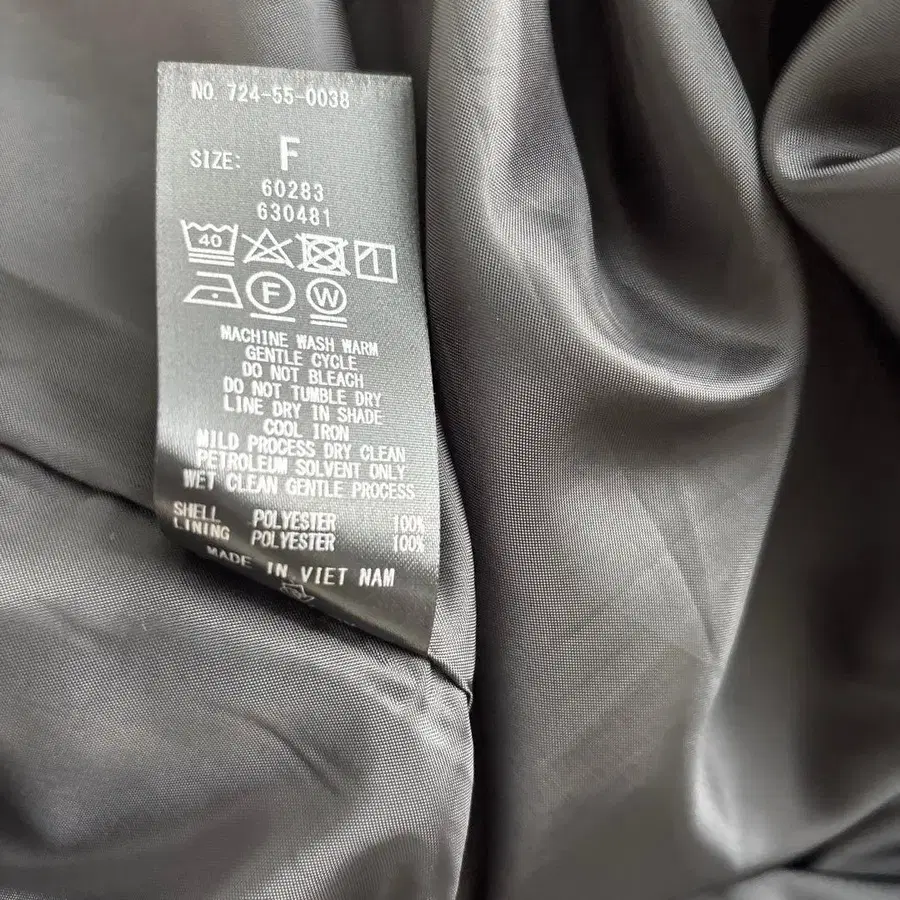 NO. 724-55-0038
SIZE: F
60283
630481
40
F W
MACHINE WASH WARM
GENTLE CYCLE
DO NOT BLEACH
DO NOT TUMBLE DRY
LINE DRY IN SHADE
COOL IRON
MILD PROCESS DRY CLEAN
PETROLEUM SOLVENT ONLY
WET CLEAN GENTLE PROCESS
SHELL POLYESTER 100%
LINING POLYESTER 100%
MADE IN VIET NAM